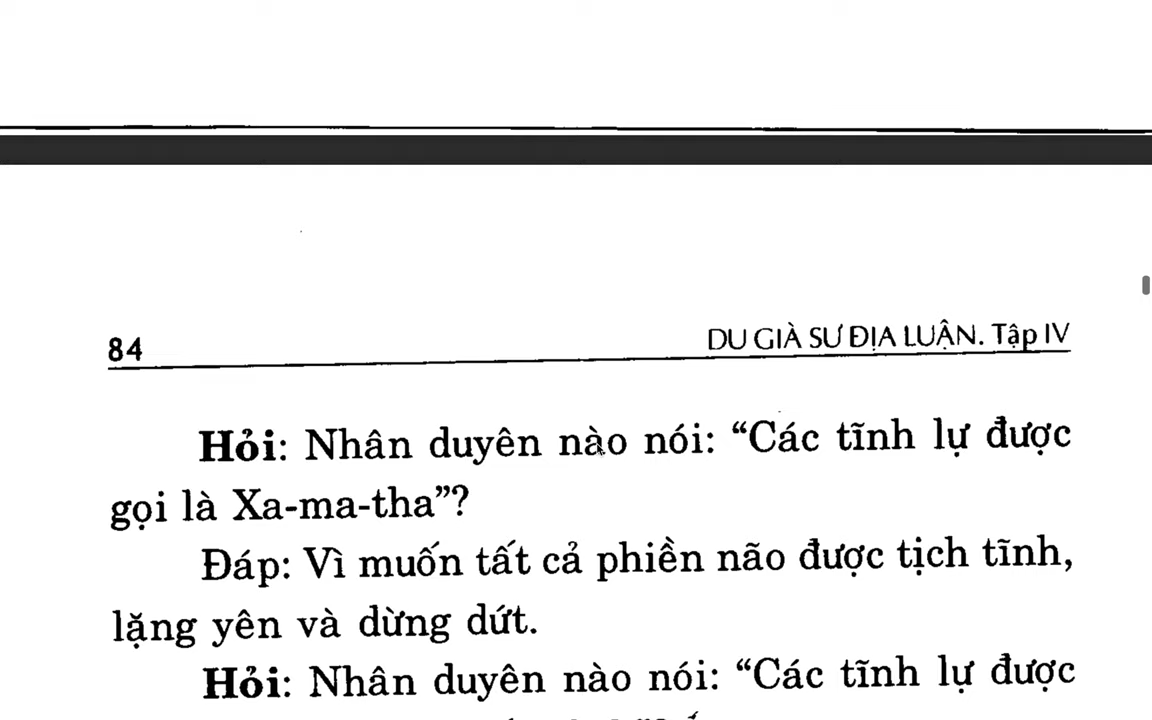 84
DU GIÀ SƯ ĐỊA LUẬN. Tập IV
Hỏi: Nhân duyên nào nói: “Các tĩnh lự được
gọi là Xa-ma-tha”?
Đáp: Vì muốn tất cả phiền não được tịch tĩnh,
lặng yên và dừng dứt.
Hỏi: Nhân duyên nào nói: “Các tĩnh lự được